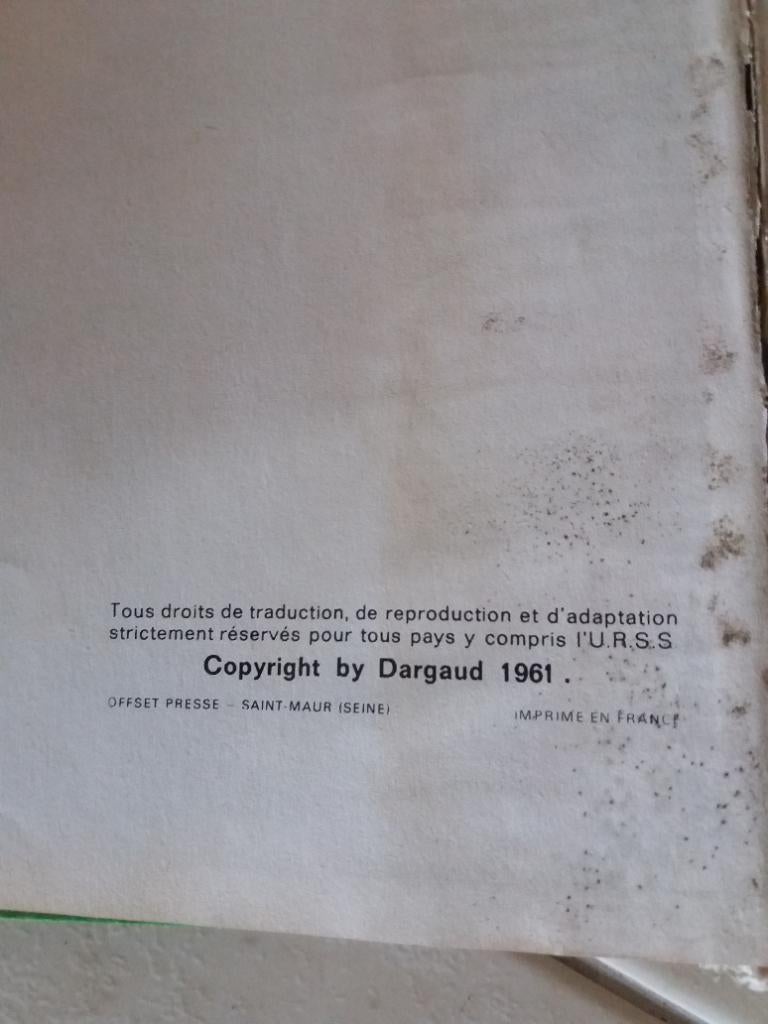 Tous droits de traduction, de reproduction et d'adaptation
strictement réservés pour tous pays y compris l'U.R.S.S
Copyright by Dargaud 1961 .
OFFSET PRESSE - SAINT-MAUR (SEINE)
IMPRIME EN FRANCE